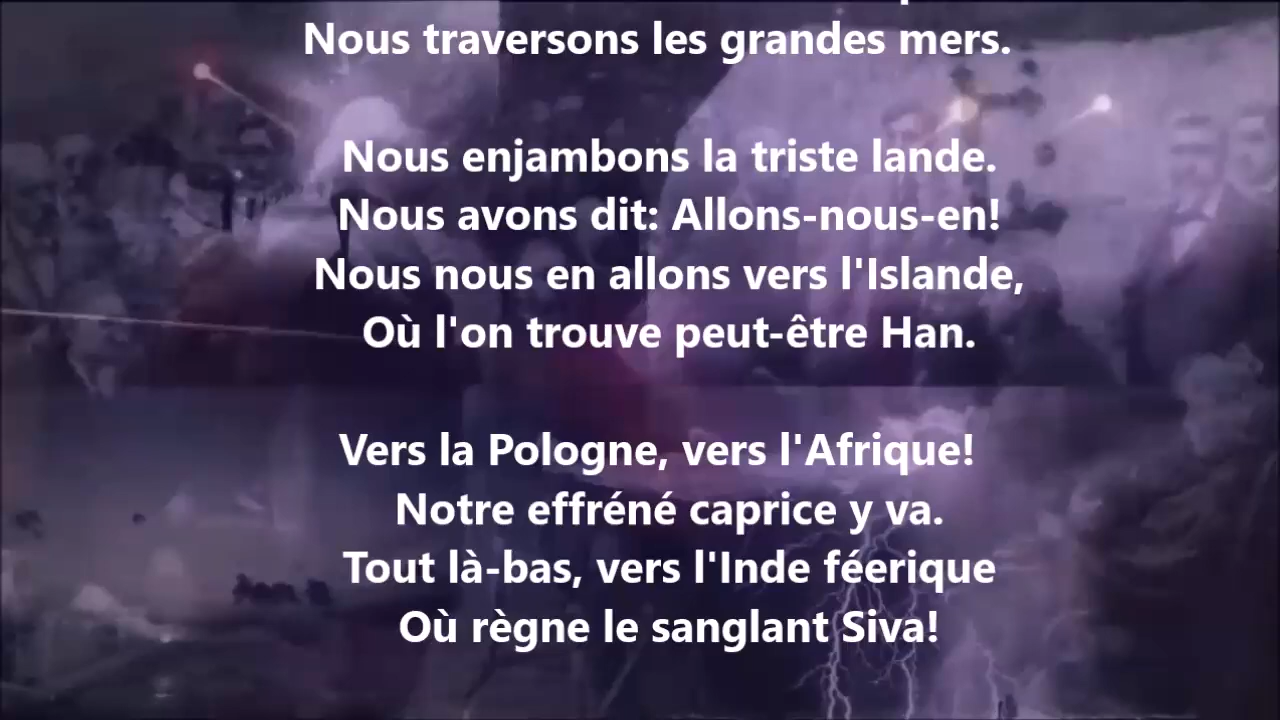 Nous traversons les grandes mers.
Nous enjambons la triste lande.
Nous avons dit: Allons-nous-en!
Nous nous en allons vers l'Islande,
Où l'on trouve peut-être Han.
Vers la Pologne, vers l'Afrique!
Notre effréné caprice y va.
Tout là-bas, vers l'Inde féerique
Où règne le sanglant Siva!